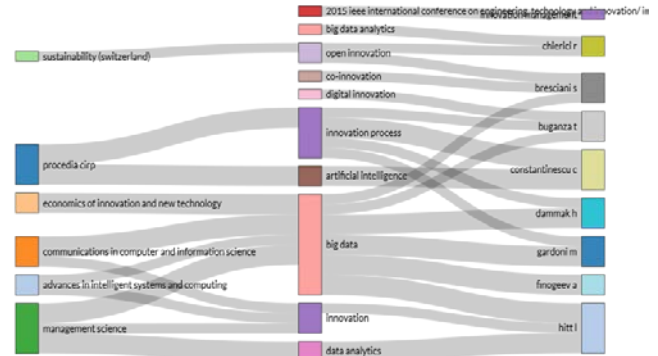 sustainability (switzerland)
procedia cirp
economics of innovation and new technology
communications in computer and information science
advances in intelligent systems and computing
management science
2015 ieee international conference on engineering, technology and innovation/
big data analytics
open innovation
co-innovation
digital innovation
innovation process
artificial intelligence
big data
innovation
data analytics
innovation management
chierici r
bresciani s
buganza t
constantinescu c
dammak h
gardoni m
finogeev a
hitt l